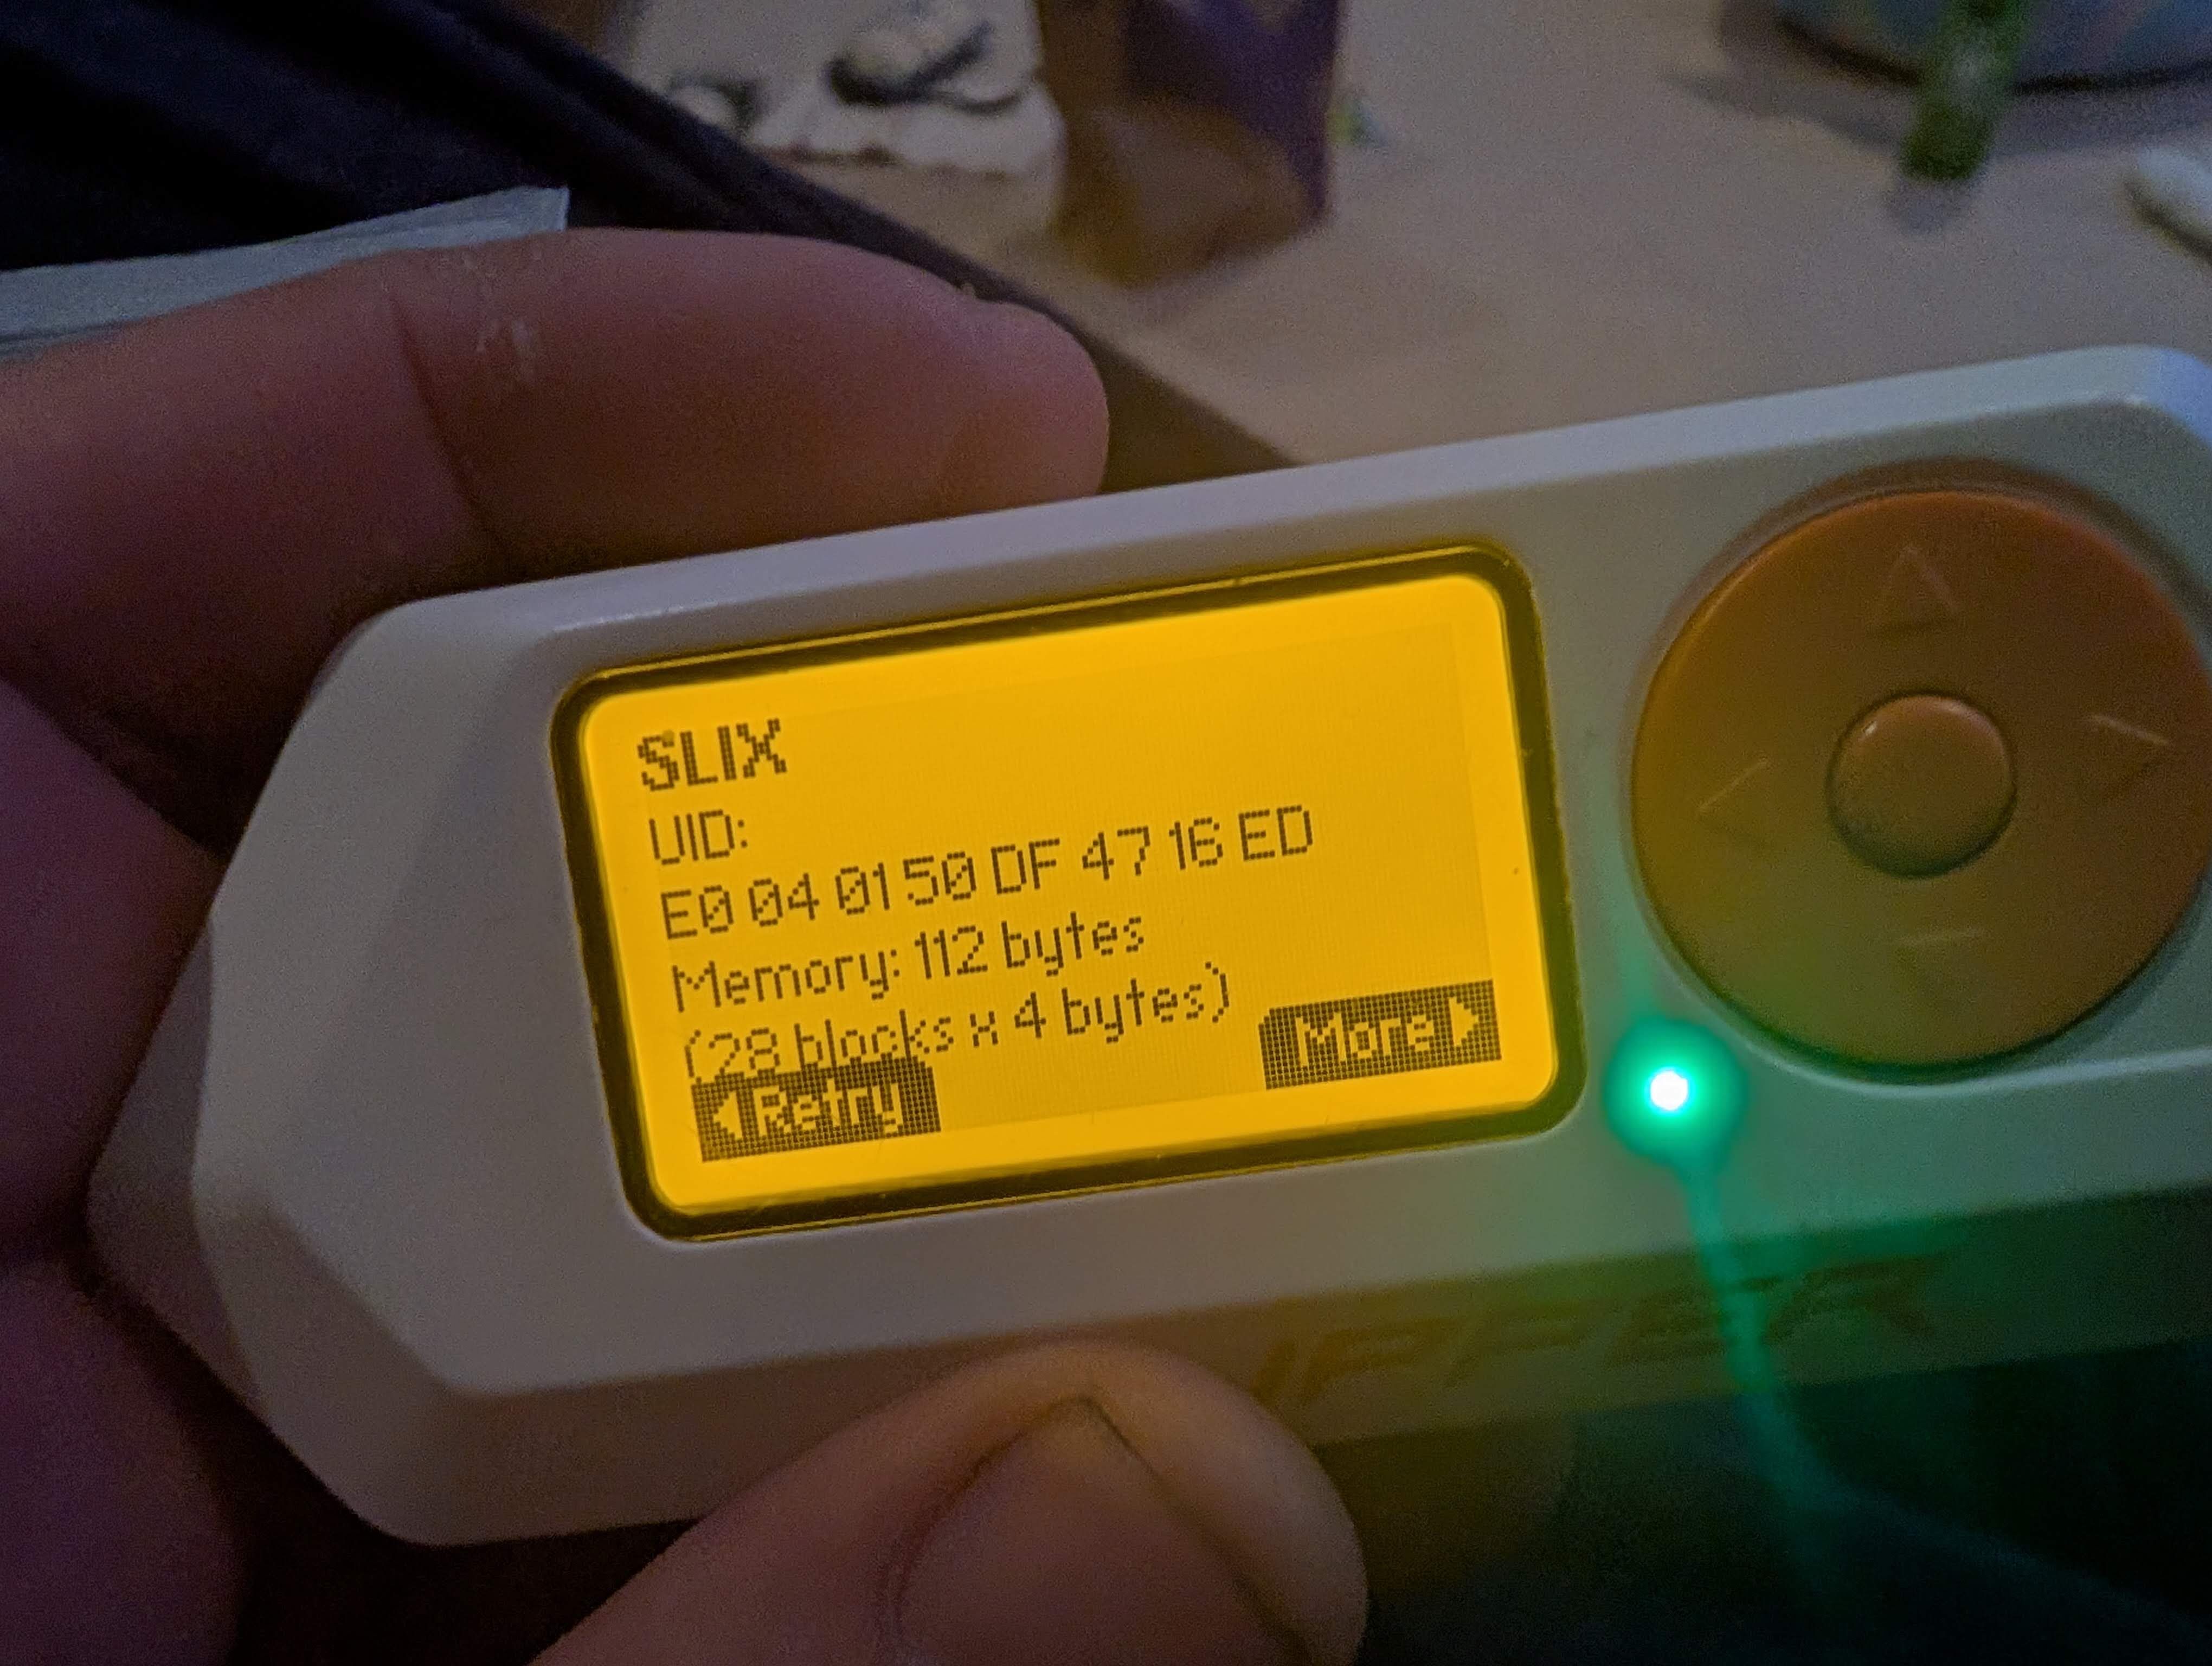 SLIX
UID:
E0 04 01 50 DF 47 16 ED
Memory: 112 bytes
(28 blocks x 4 bytes)
Retry
More